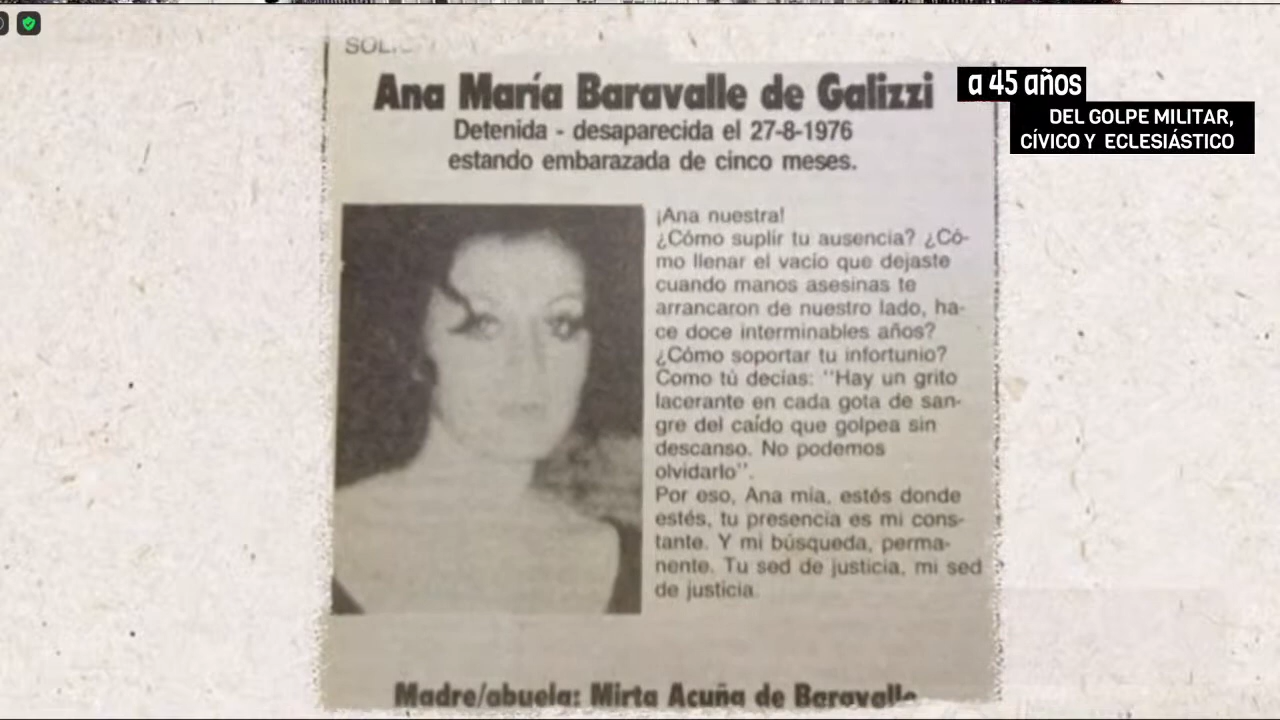 SOL
Ana María Baravalle de Galizzi
Detenida - desaparecida el 27-8-1976
estando embarazada de cinco meses.
¡Ana nuestra!
¿Cómo suplir tu ausencia? ¿Có-
mo llenar el vacío que dejaste
cuando manos asesinas te
arrancaron de nuestro lado, ha-
ce doce interminables años?
¿Cómo soportar tu infortunio?
Como tú decías: "Hay un grito
lacerante en cada gota de san-
gre del caído que golpea sin
descanso. No podemos
olvidarlo".
Por eso, Ana mía, estés donde
estés, tu presencia es mi cons-
tante. Y mi búsqueda, perma-
nente. Tu sed de justicia, mi sed
de justicia.
Madre/abuela: Mirta Acuña de Baravalle
a 45 años
DEL GOLPE MILITAR,
CÍVICO Y ECLESIÁSTICO